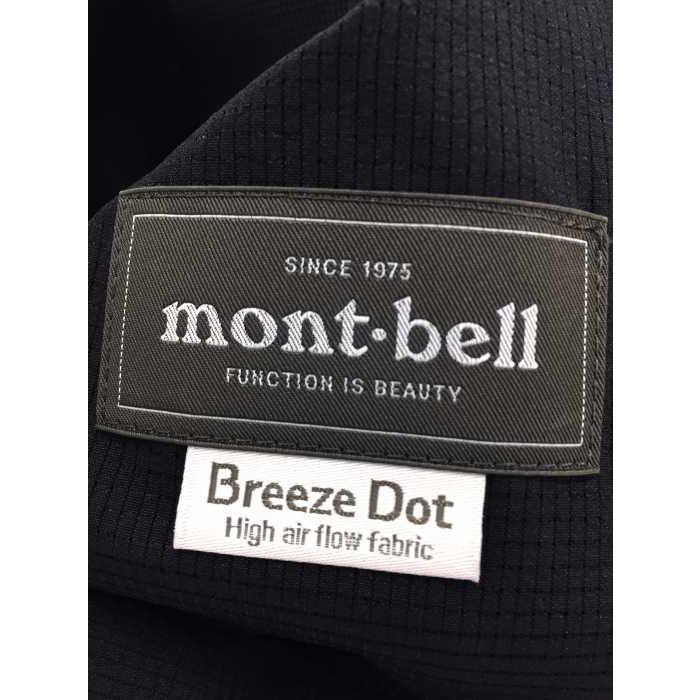 SINCE 1975
mont·bell
FUNCTION IS BEAUTY
Breeze Dot
High air flow fabric